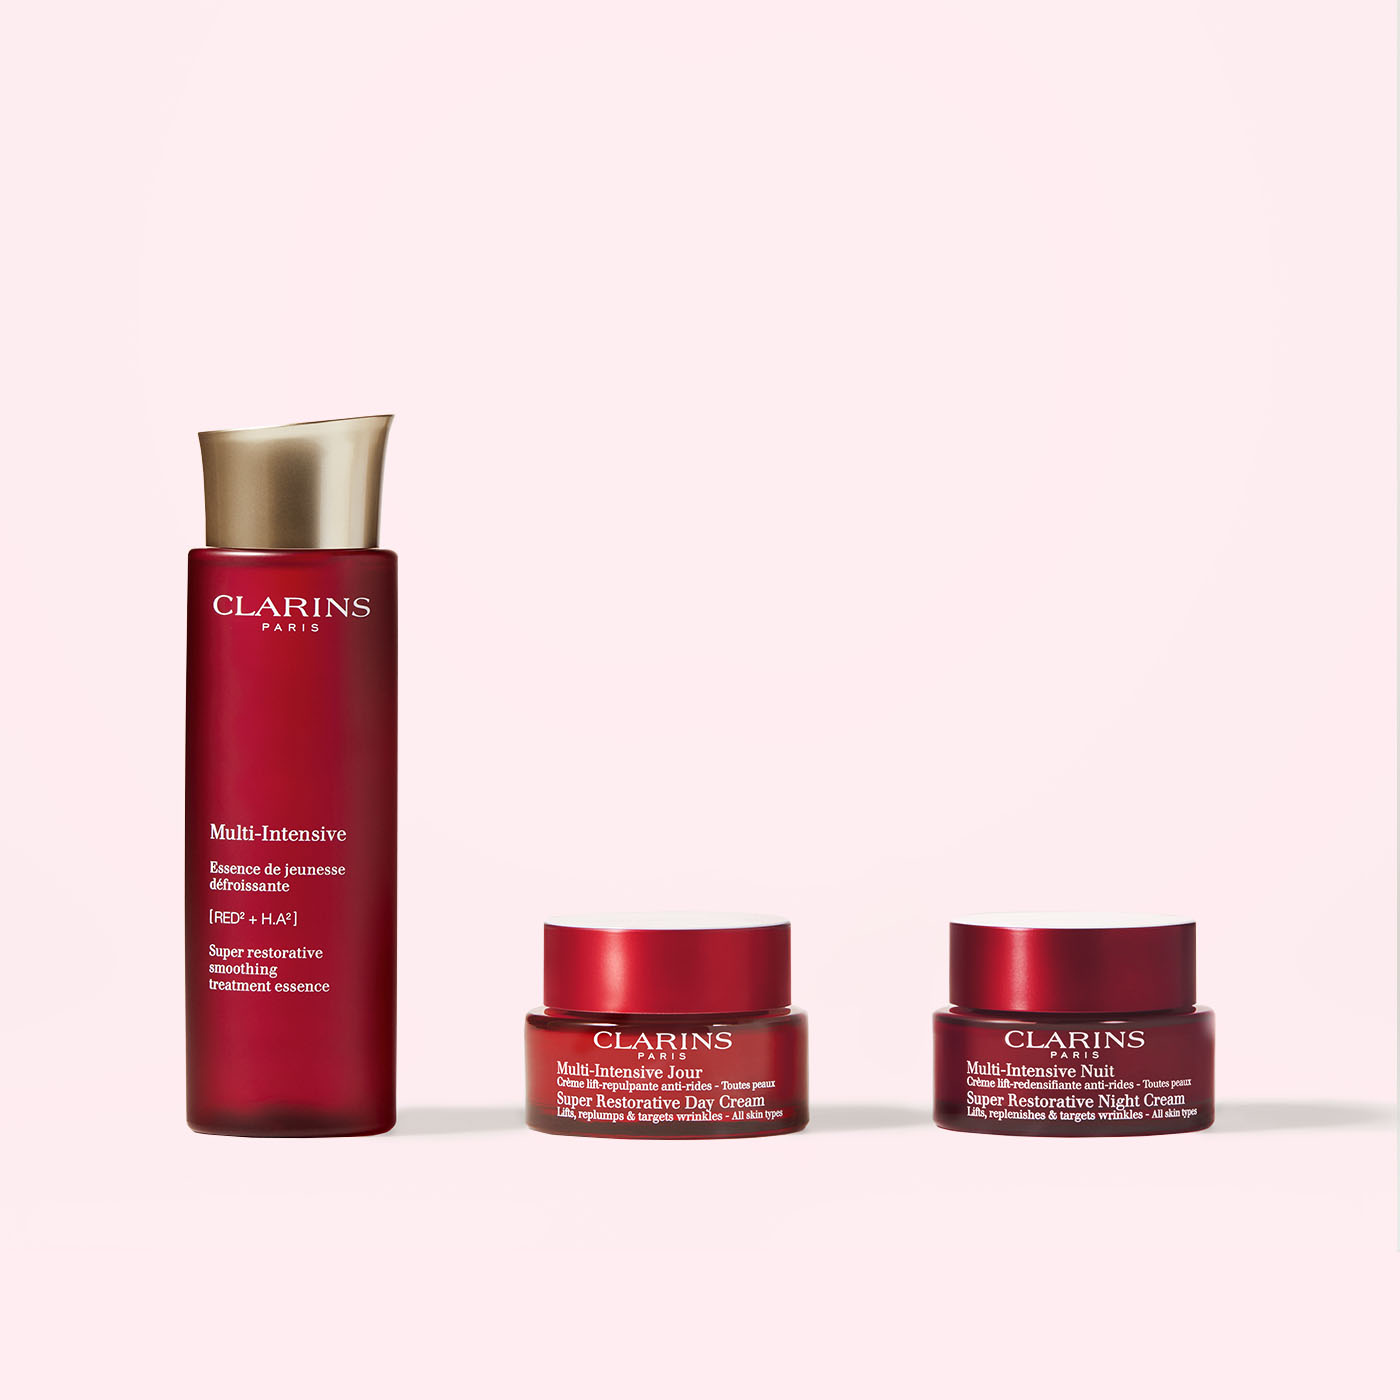 CLARINS
PARIS
Multi-Intensive
Essence de jeunesse
défroissante
[RED² + H.A²]
Super restorative
smoothing
treatment essence
CLARINS
PARIS
Multi-Intensive Jour
Crème lift-repulpante anti-rides - Toutes peaux
Super Restorative Day Cream
Lifts, replumps & targets wrinkles - All skin types
CLARINS
PARIS
Multi-Intensive Nuit
Crème lift-redensifiante anti-rides - Toutes peaux
Super Restorative Night Cream
Lifts, replenishes & targets wrinkles - All skin types